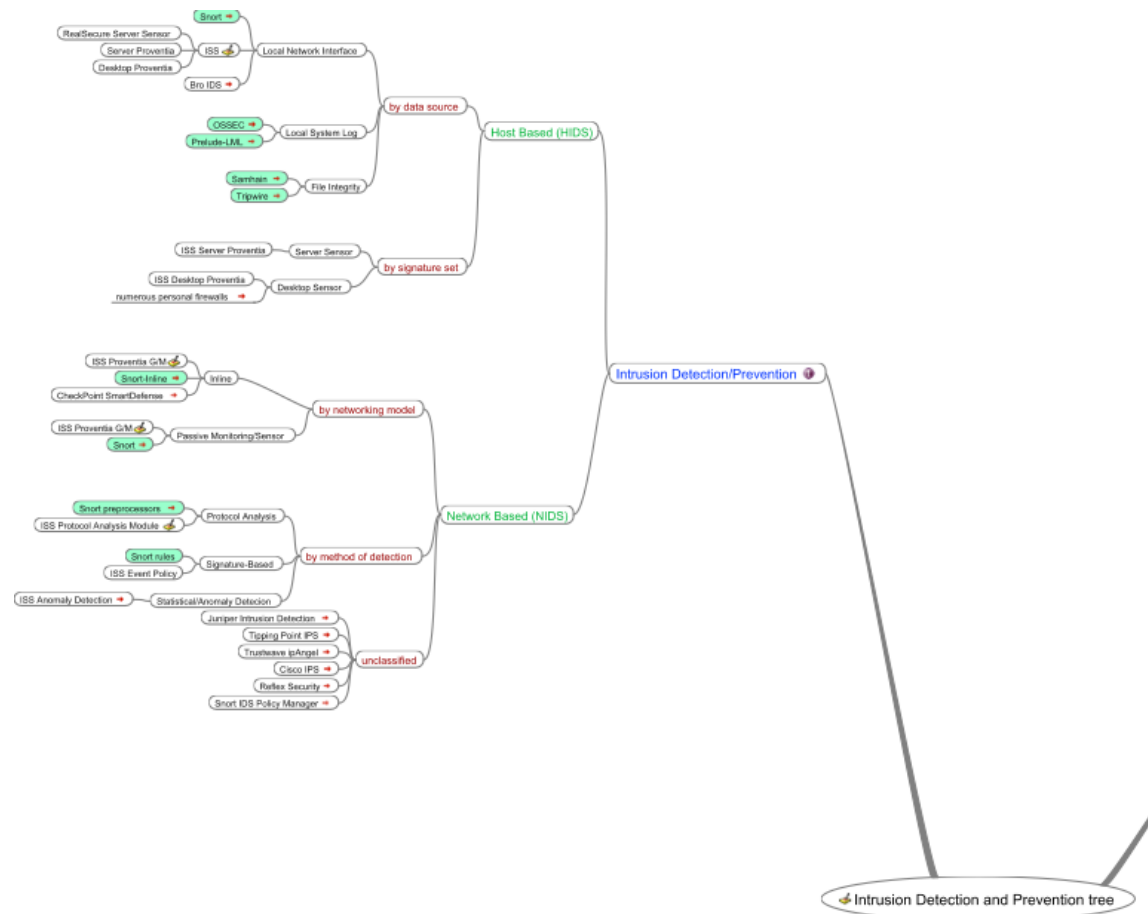 Snort
RealSecure Server Sensor
Server Proventia
ISS
Local Network Interface
Desktop Proventia
Bro IDS
by data source
OSSEC
Local System Log
Host Based (HIDS)
Prelude-LML
Samhain
File Integrity
Tripwire
ISS Server Proventia
Server Sensor
by signature set
ISS Desktop Proventia
Desktop Sensor
numerous personal firewalls
ISS Proventia G/M
Snort-Inline
Inline
Intrusion Detection/Prevention
CheckPoint SmartDefense
by networking model
ISS Proventia G/M
Passive Monitoring/Sensor
Snort
Snort preprocessors
Protocol Analysis
Network Based (NIDS)
ISS Protocol Analysis Module
Snort rules
by method of detection
Signature-Based
ISS Event Policy
ISS Anomaly Detection
Statistical/Anomaly Detecion
Juniper Intrusion Detection
Tipping Point IPS
Trustwave ipAngel
unclassified
Cisco IPS
Reflex Security
Snort IDS Policy Manager
Intrusion Detection and Prevention tree